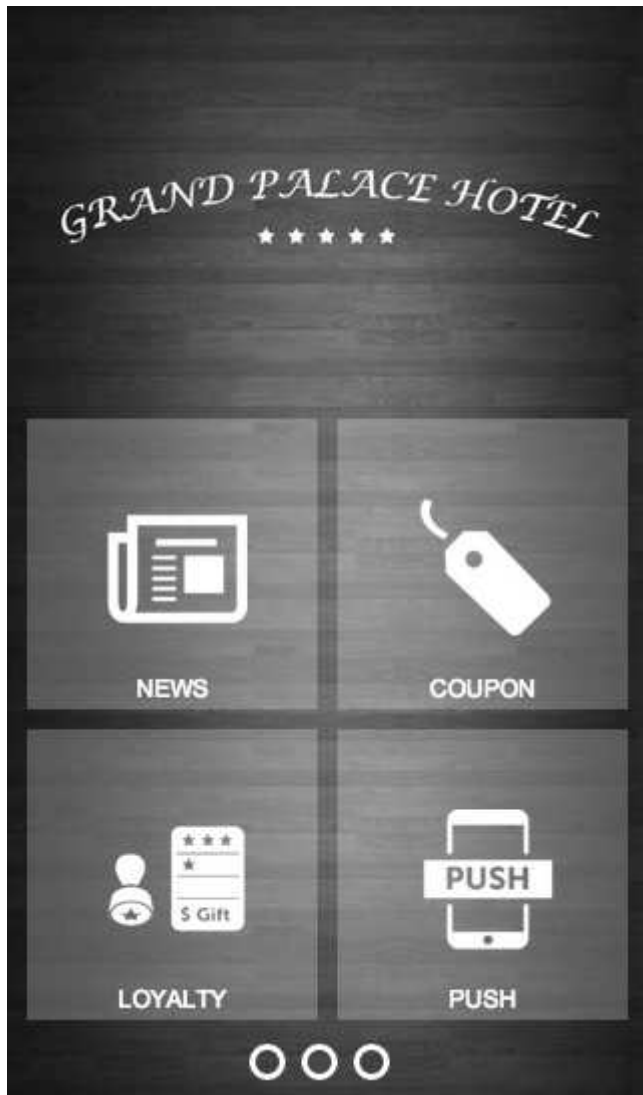 GRAND PALACE HOTEL
NEWS
COUPON
$ Gift
LOYALTY
PUSH
PUSH